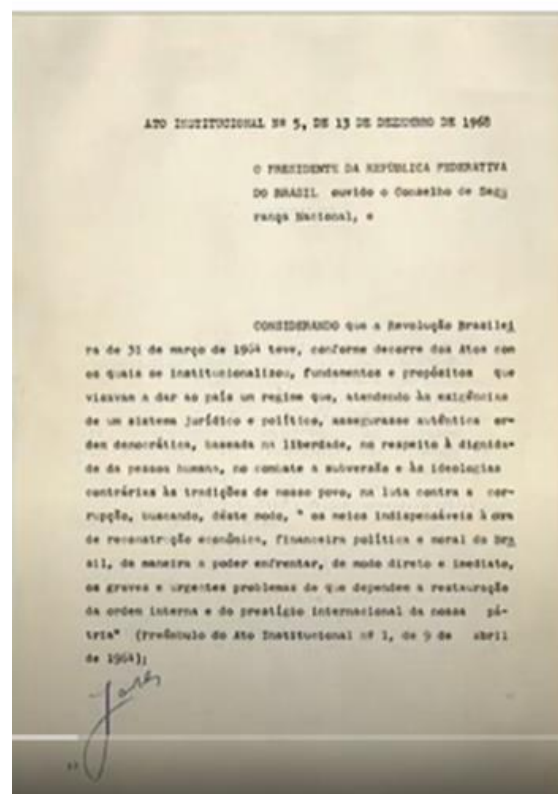 ATO INSTITUCIONAL Nº 5, DE 13 DE DEZEMBRO DE 1968
O PRESIDENTE DA REPÚBLICA FEDERATIVA
DO BRASIL ouvido o Conselho de Segu
rança Nacional, e
CONSIDERANDO que a Revolução Brasilei
ra de 31 de março de 1964 teve, conforme decorre dos Atos com
os quais se institucionalizou, fundamentos e propósitos que
visavam a dar ao país um regime que, atendendo às exigências
de um sistema jurídico e político, assegurasse autêntica or-
dem democrática, baseada na liberdade, no respeito à dignida-
de da pessoa humana, no combate a subversão e às ideologias
contrárias às tradições de nosso povo, na luta contra a cor-
rupção, buscando, dêste modo, " os meios indispensáveis à
de reconstrução econômica, financeira política e moral do Bra
sil, de maneira a poder enfrentar, de modo direto e imediato,
os graves e urgentes problemas de que dependem a restauração
da ordem interna e do prestígio internacional da nossa pá-
tria" (Preâmbulo do Ato Institucional nº 1, de 9 de abril
de 1964);